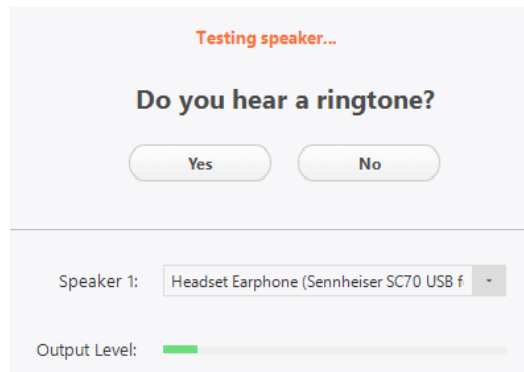 Testing speaker...
Do you hear a ringtone?
Yes No
Speaker 1: Headset Earphone (Sennheiser SC70 USB f
Output Level: